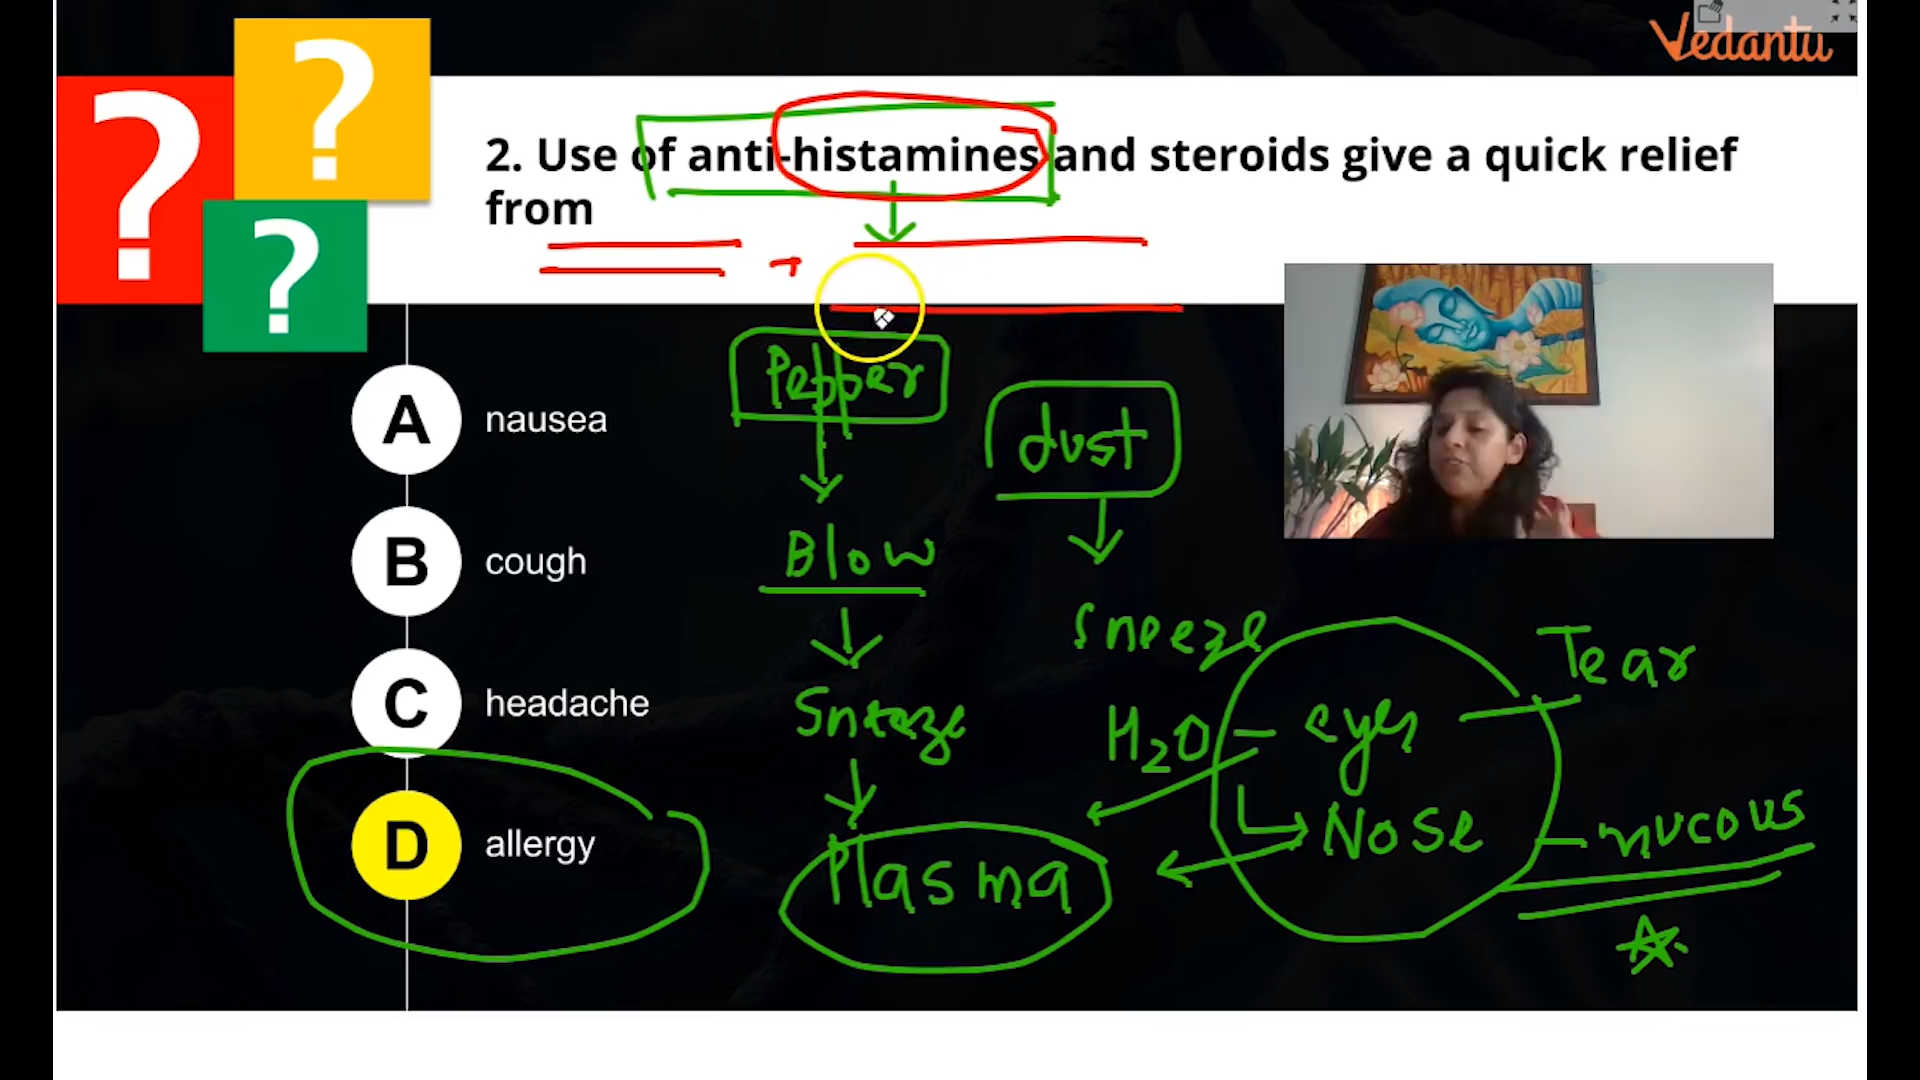 ?
?
?
Vedantu
2. Use of anti-histamines and steroids give a quick relief
from
A nausea
B cough
C headache
D allergy
Pepper
Blow
Sneeze
Plasma
dust
Sneeze
H2O
eyes
Nose
Tear
mucous